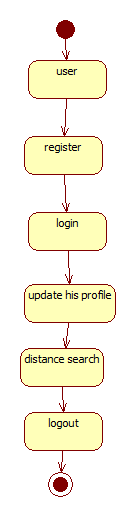 user
register
login
update his profile
distance search
logout